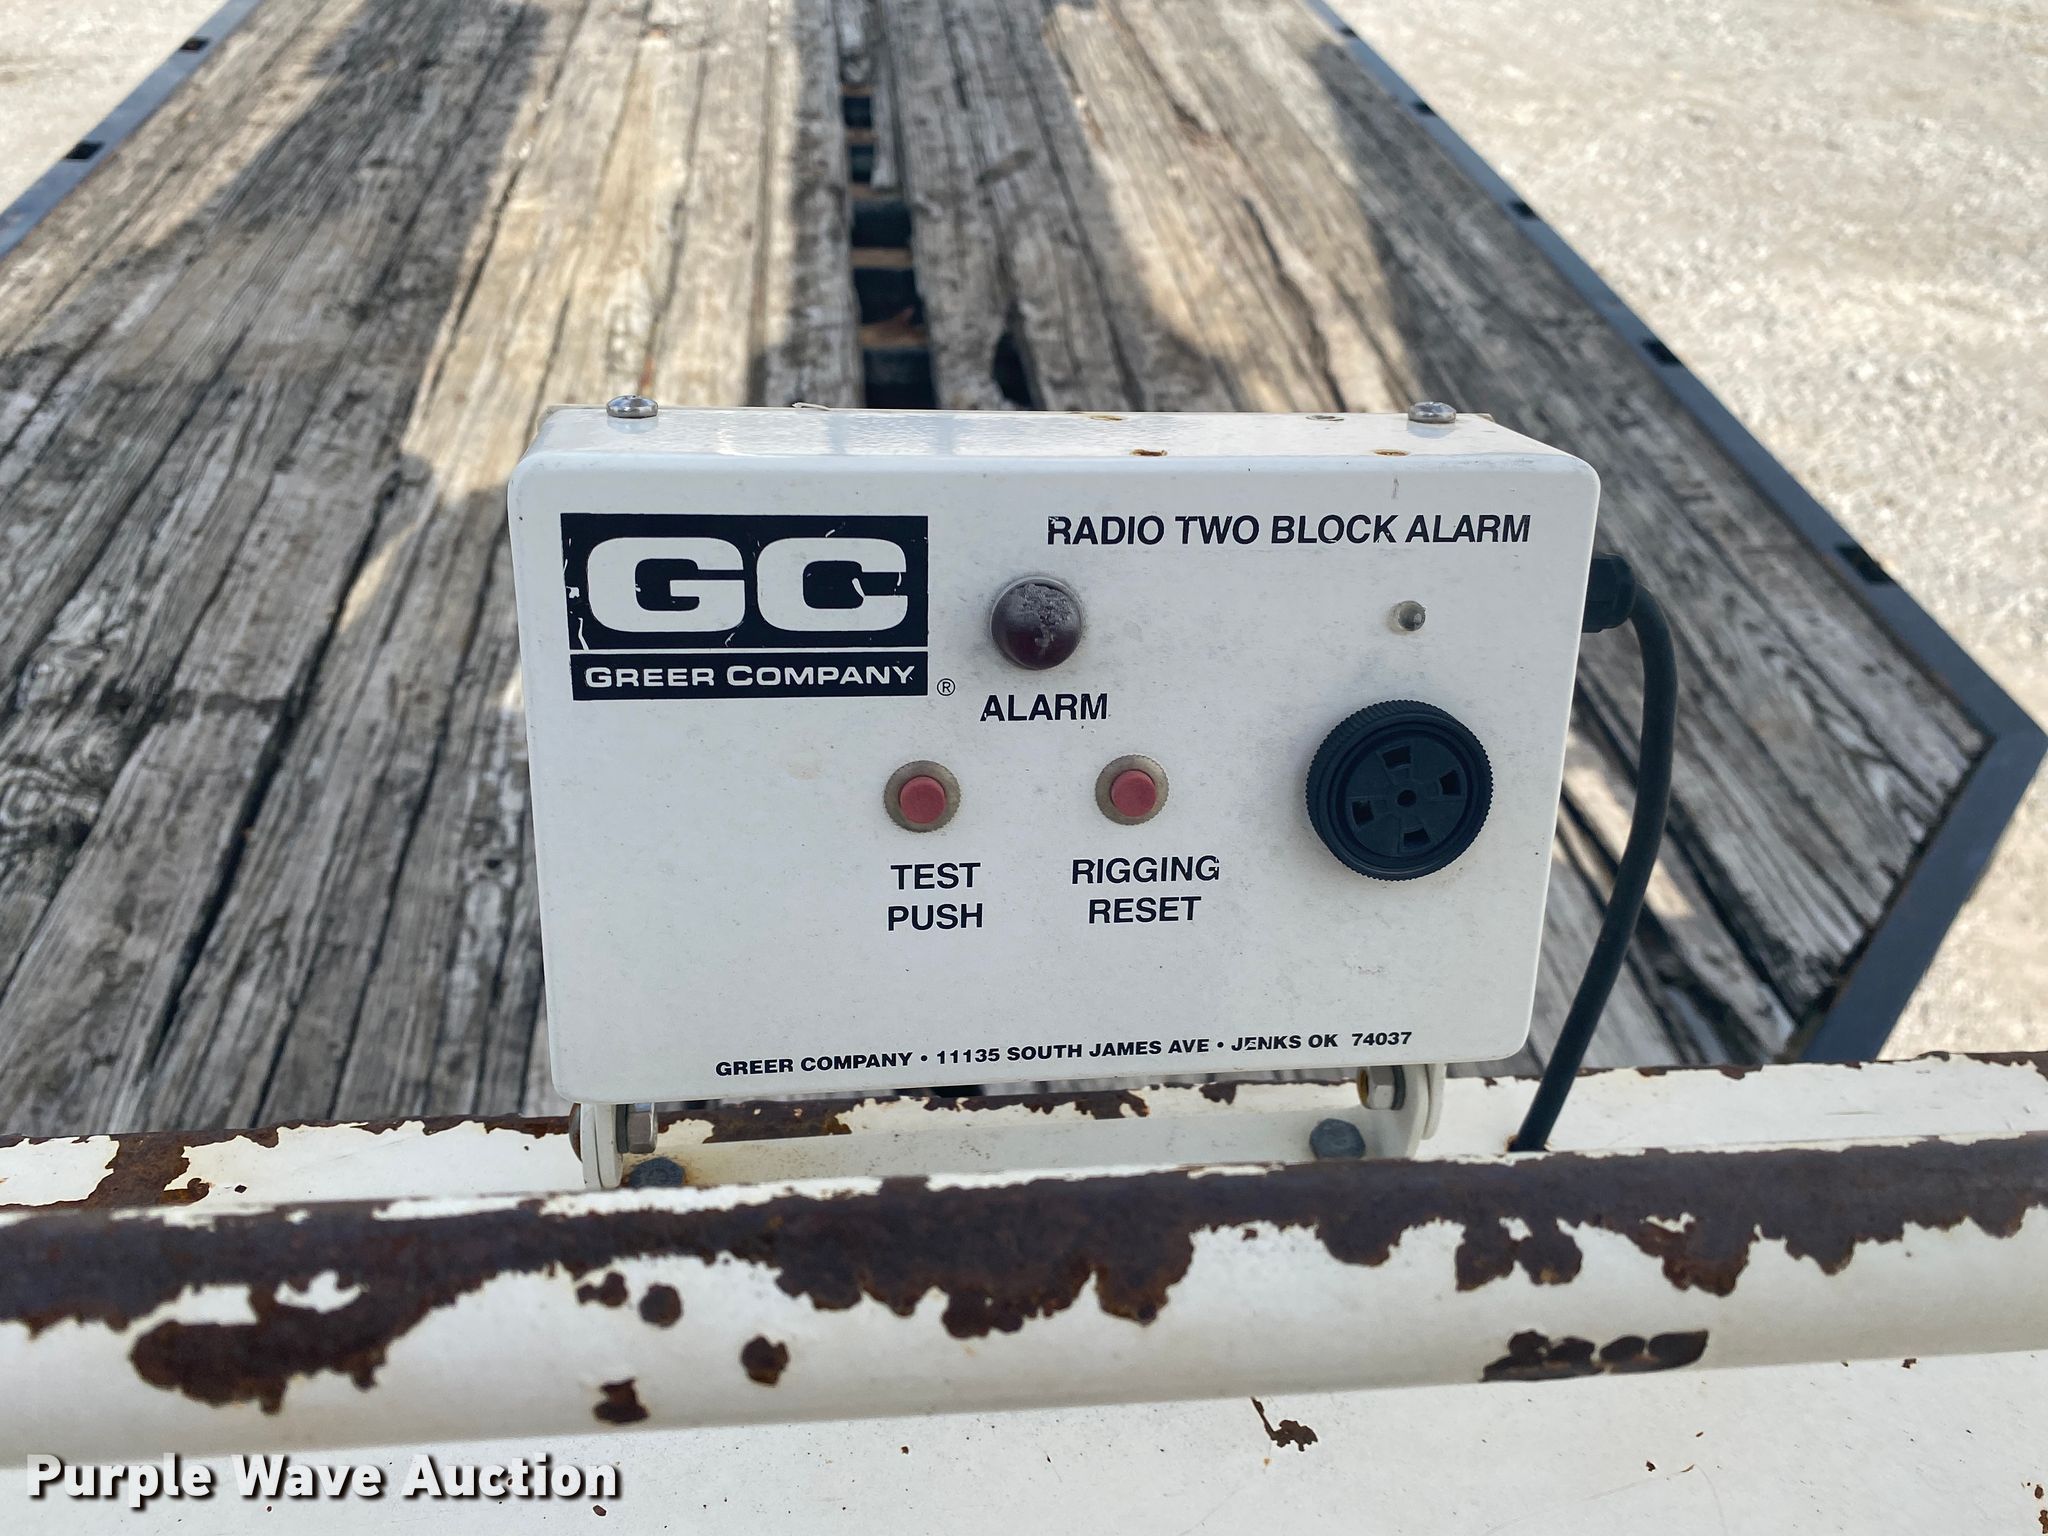 RADIO TWO BLOCK ALARM
GC
GREER COMPANY ®
ALARM
TEST
PUSH
RIGGING
RESET
GREER COMPANY • 11135 SOUTH JAMES AVE • JENKS OK 74037
Purple Wave Auction